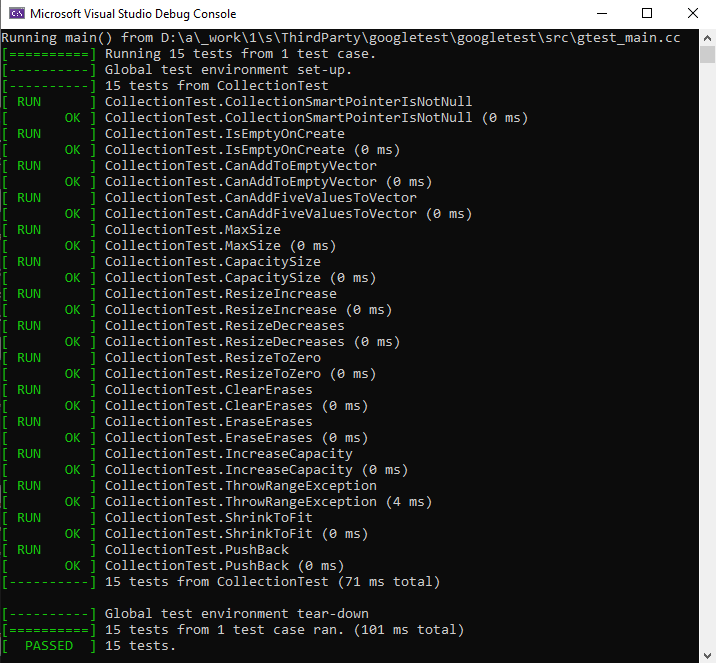 Microsoft Visual Studio Debug Console
Running main() from D:\a\_work\1\s\ThirdParty\googletest\googletest\src\gtest_main.cc
[==========] Running 15 tests from 1 test case.
[----------] Global test environment set-up.
[----------] 15 tests from CollectionTest
[ RUN      ] CollectionTest.CollectionSmartPointerIsNotNull
[       OK ] CollectionTest.CollectionSmartPointerIsNotNull (0 ms)
[ RUN      ] CollectionTest.IsEmptyOnCreate
[       OK ] CollectionTest.IsEmptyOnCreate (0 ms)
[ RUN      ] CollectionTest.CanAddToEmptyVector
[       OK ] CollectionTest.CanAddToEmptyVector (0 ms)
[ RUN      ] CollectionTest.CanAddFiveValuesToVector
[       OK ] CollectionTest.CanAddFiveValuesToVector (0 ms)
[ RUN      ] CollectionTest.MaxSize
[       OK ] CollectionTest.MaxSize (0 ms)
[ RUN      ] CollectionTest.CapacitySize
[       OK ] CollectionTest.CapacitySize (0 ms)
[ RUN      ] CollectionTest.ResizeIncrease
[       OK ] CollectionTest.ResizeIncrease (0 ms)
[ RUN      ] CollectionTest.ResizeDecreases
[       OK ] CollectionTest.ResizeDecreases (0 ms)
[ RUN      ] CollectionTest.ResizeToZero
[       OK ] CollectionTest.ResizeToZero (0 ms)
[ RUN      ] CollectionTest.ClearErases
[       OK ] CollectionTest.ClearErases (0 ms)
[ RUN      ] CollectionTest.EraseErases
[       OK ] CollectionTest.EraseErases (0 ms)
[ RUN      ] CollectionTest.IncreaseCapacity
[       OK ] CollectionTest.IncreaseCapacity (0 ms)
[ RUN      ] CollectionTest.ThrowRangeException
[       OK ] CollectionTest.ThrowRangeException (4 ms)
[ RUN      ] CollectionTest.ShrinkToFit
[       OK ] CollectionTest.ShrinkToFit (0 ms)
[ RUN      ] CollectionTest.PushBack
[       OK ] CollectionTest.PushBack (0 ms)
[----------] 15 tests from CollectionTest (71 ms total)
[----------] Global test environment tear-down
[==========] 15 tests from 1 test case ran. (101 ms total)
[  PASSED  ] 15 tests.